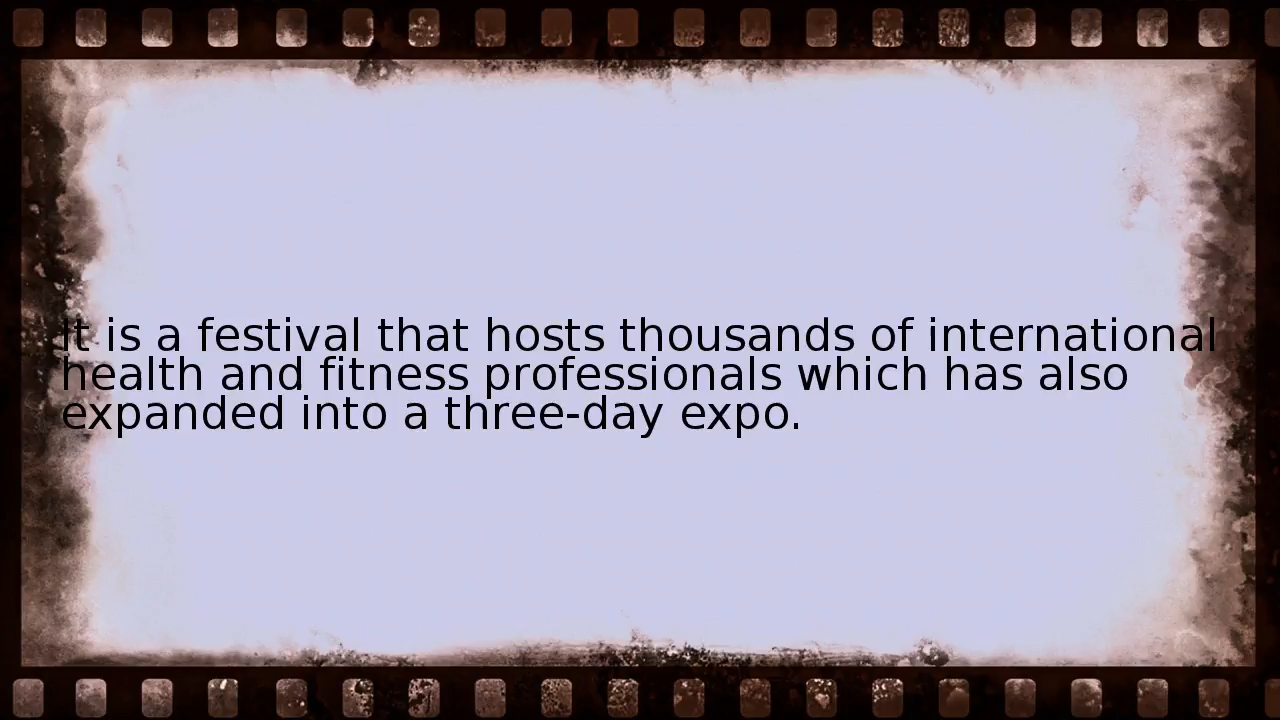 It is a festival that hosts thousands of international
health and fitness professionals which has also
expanded into a three-day expo.